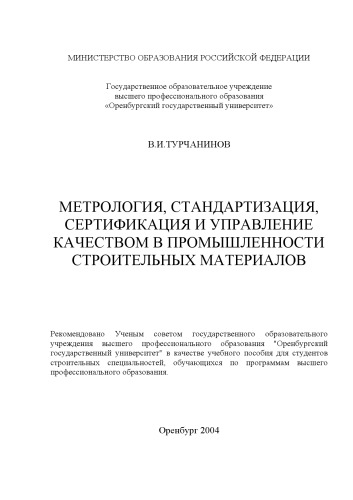 МИНИСТЕРСТВО ОБРАЗОВАНИЯ РОССИЙСКОЙ ФЕДЕРАЦИИ
Государственное образовательное учреждение
высшего профессионального образования
«Оренбургский государственный университет»
В.И.ТУРЧАНИНОВ
МЕТРОЛОГИЯ, СТАНДАРТИЗАЦИЯ,
СЕРТИФИКАЦИЯ И УПРАВЛЕНИЕ
КАЧЕСТВОМ В ПРОМЫШЛЕННОСТИ
СТРОИТЕЛЬНЫХ МАТЕРИАЛОВ
Рекомендовано Ученым советом государственного образовательного
учреждения высшего профессионального образования "Оренбургский
государственный университет" в качестве учебного пособия для студентов
строительных специальностей, обучающихся по программам высшего
профессионального образования.
Оренбург 2004